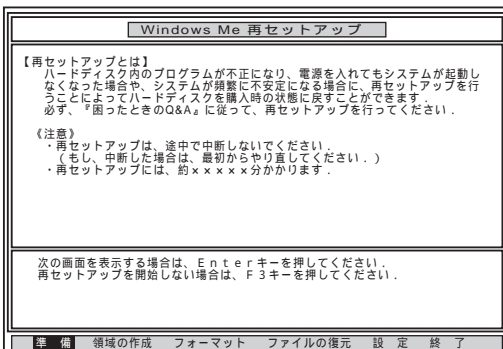 Windows Me 再セットアップ
【再セットアップとは】
ハードディスク内のプログラムが不正になり、電源を入れてもシステムが起動し
なくなった場合や、システムが頻繁に不安定になる場合に、再セットアップを行
うことによってハードディスクを購入時の状態に戻すことができます．
必ず、『困ったときのQ&A』に従って、再セットアップを行ってください．
《注意》
・再セットアップは、途中で中断しないでください．
（もし、中断した場合は、最初からやり直してください．）
・再セットアップには、約×××××分かかります．
次の画面を表示する場合は、Ｅｎｔｅｒキーを押してください．
再セットアップを開始しない場合は、Ｆ３キーを押してください．
準　備　領域の作成　フォーマット　ファイルの復元　設　定　終　了